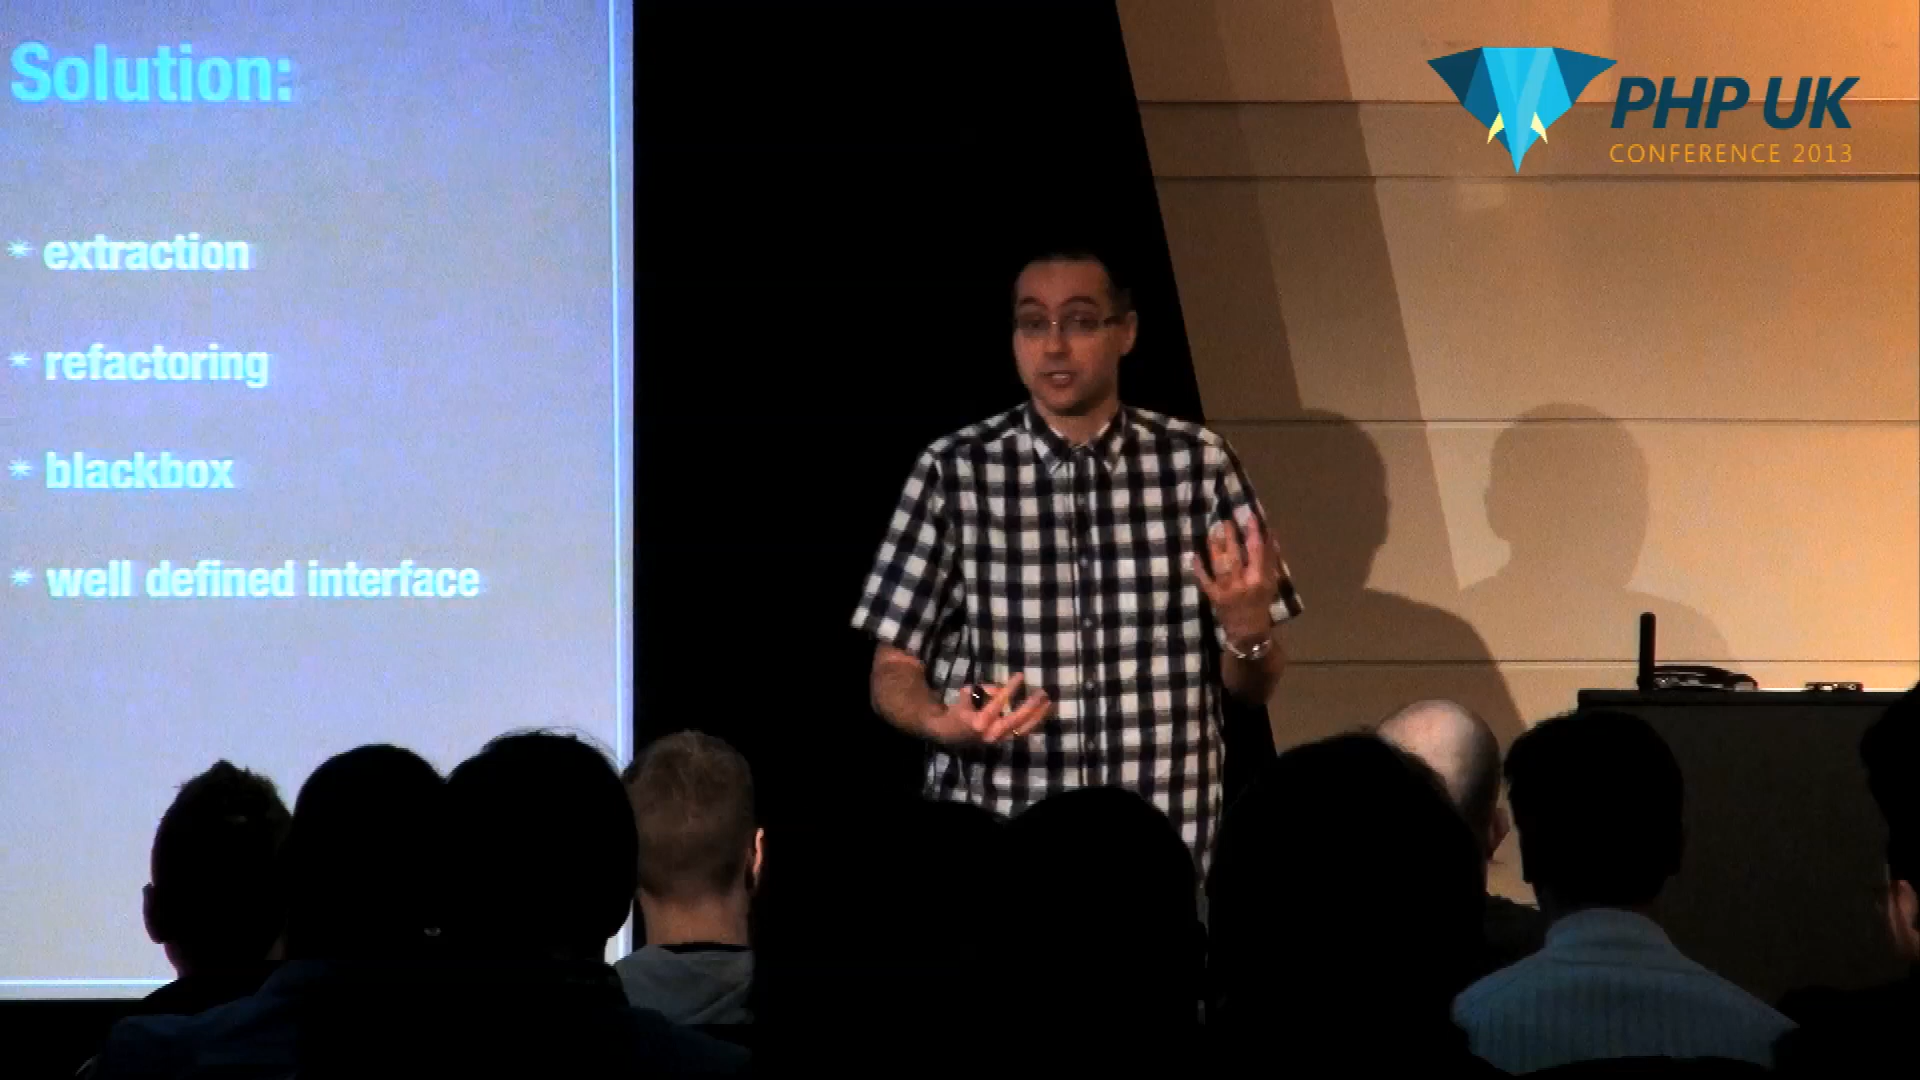 Solution:
* extraction
* refactoring
* blackbox
* well defined interface
PHP UK
CONFERENCE 2013